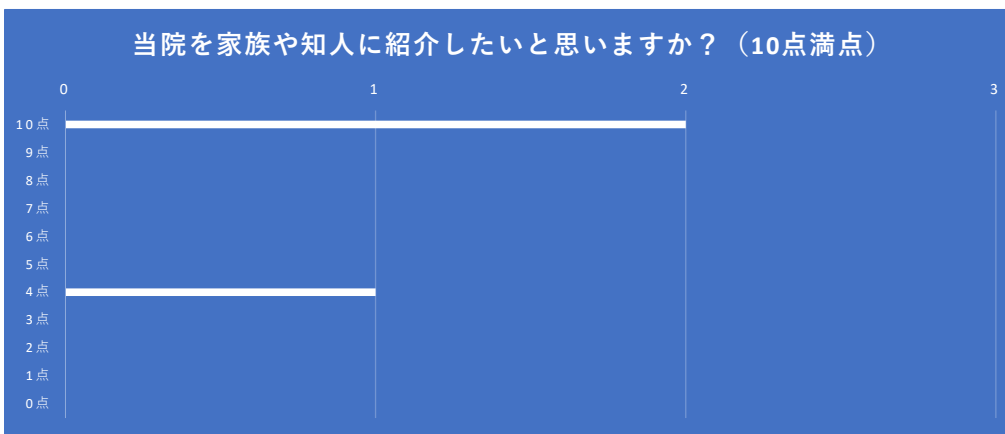 当院を家族や知人に紹介したいと思いますか？（10点満点）
0 1 2 3
10点
9点
8点
7点
6点
5点
4点
3点
2点
1点
0点